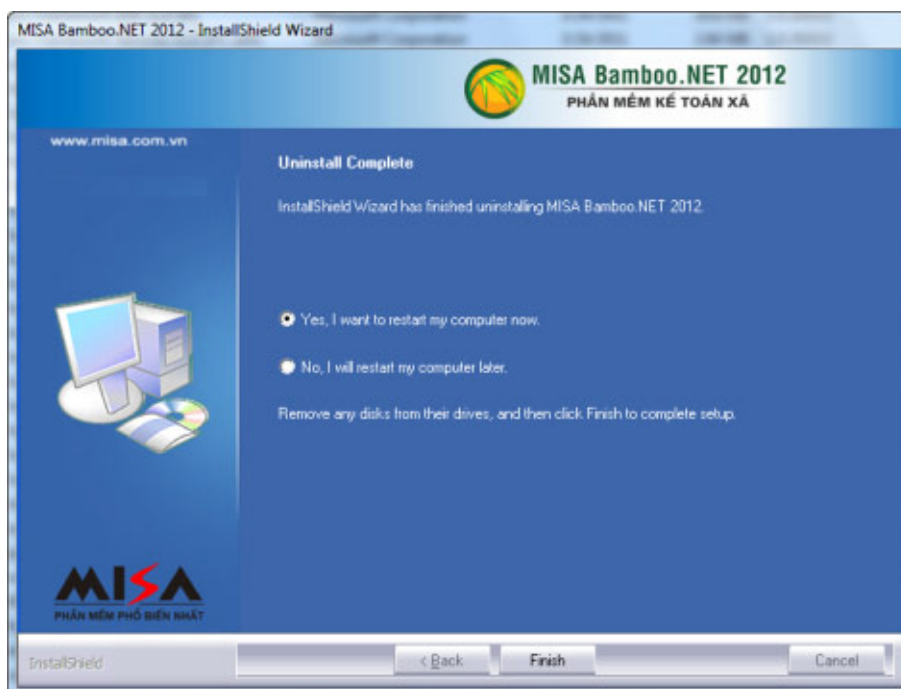 MISA Bamboo.NET 2012 - InstallShield Wizard
MISA Bamboo.NET 2012
PHẦN MỀM KẾ TOÁN XÃ
www.misa.com.vn
Uninstall Complete
InstallShield Wizard has finished uninstalling MISA Bamboo.NET 2012.
Yes, I want to restart my computer now.
No, I will restart my computer later.
Remove any disks from their drives, and then click Finish to complete setup.
MISA
PHẦN MỀM PHỔ BIẾN NHẤT
InstallShield
< Back
Finish
Cancel